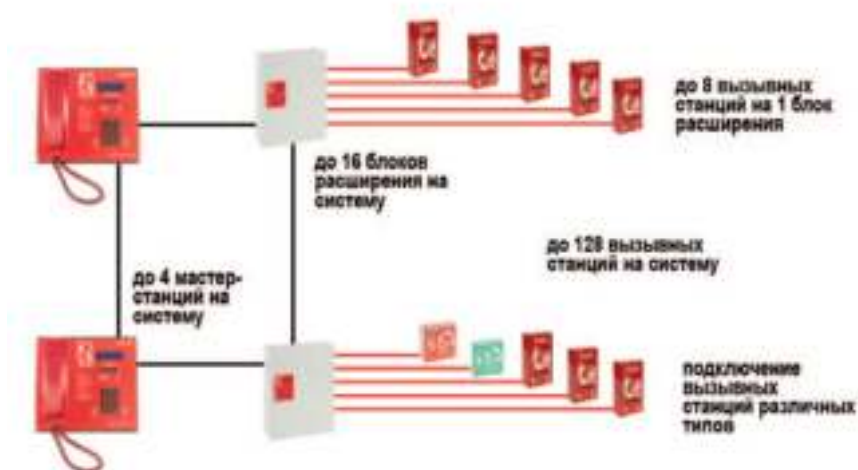 до 8 вызывных
станций на 1 блок
расширения
до 16 блоков
расширения на
систему
до 128 вызывных
станций на систему
до 4 мастер-
станций на
систему
подключение
вызывных
станций различных
типов